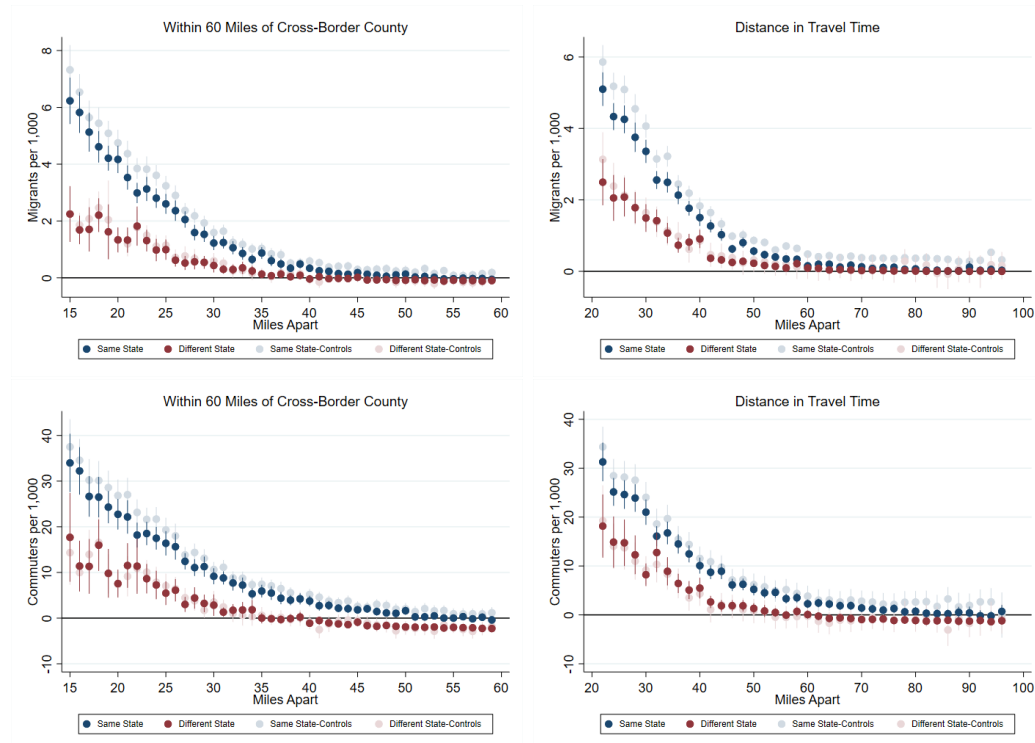 Within 60 Miles of Cross-Border County
Migrants per 1,000
8
6
4
2
0
15 20 25 30 35 40 45 50 55 60
Miles Apart
Same State Different State Same State-Controls Different State-Controls
Distance in Travel Time
Migrants per 1,000
6
4
2
0
20 30 40 50 60 70 80 90 100
Miles Apart
Same State Different State Same State-Controls Different State-Controls
Within 60 Miles of Cross-Border County
Commuters per 1,000
40
30
20
10
0
-10
15 20 25 30 35 40 45 50 55 60
Miles Apart
Same State Different State Same State-Controls Different State-Controls
Distance in Travel Time
Commuters per 1,000
40
30
20
10
0
-10
20 30 40 50 60 70 80 90 100
Miles Apart
Same State Different State Same State-Controls Different State-Controls